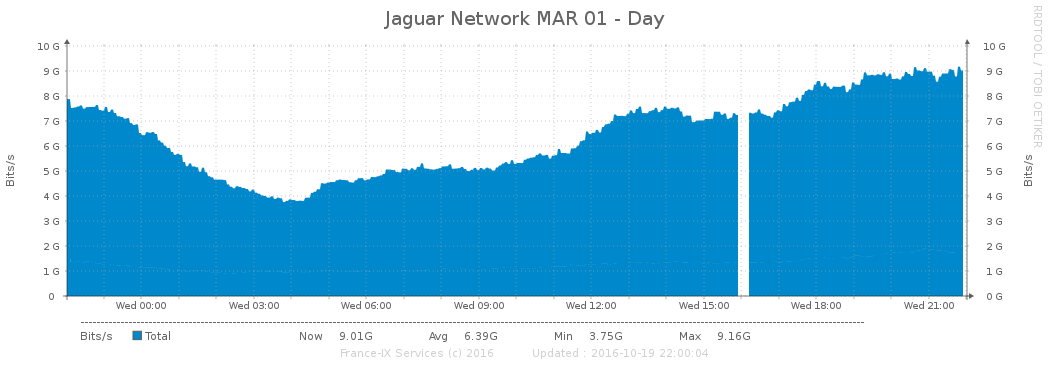 Jaguar Network MAR 01 - Day
RRDTOOL / TOBI OETIKER
Bits/s
10 G
9 G
8 G
7 G
6 G
5 G
4 G
3 G
2 G
1 G
0
10 G
9 G
8 G
7 G
6 G
5 G
4 G
3 G
2 G
1 G
0 G
Bits/s
Wed 00:00 Wed 03:00 Wed 06:00 Wed 09:00 Wed 12:00 Wed 15:00 Wed 18:00 Wed 21:00
Bits/s Total Now 9.01G Avg 6.39G Min 3.75G Max 9.16G
France-IX Services (c) 2016 Updated : 2016-10-19 22:00:04